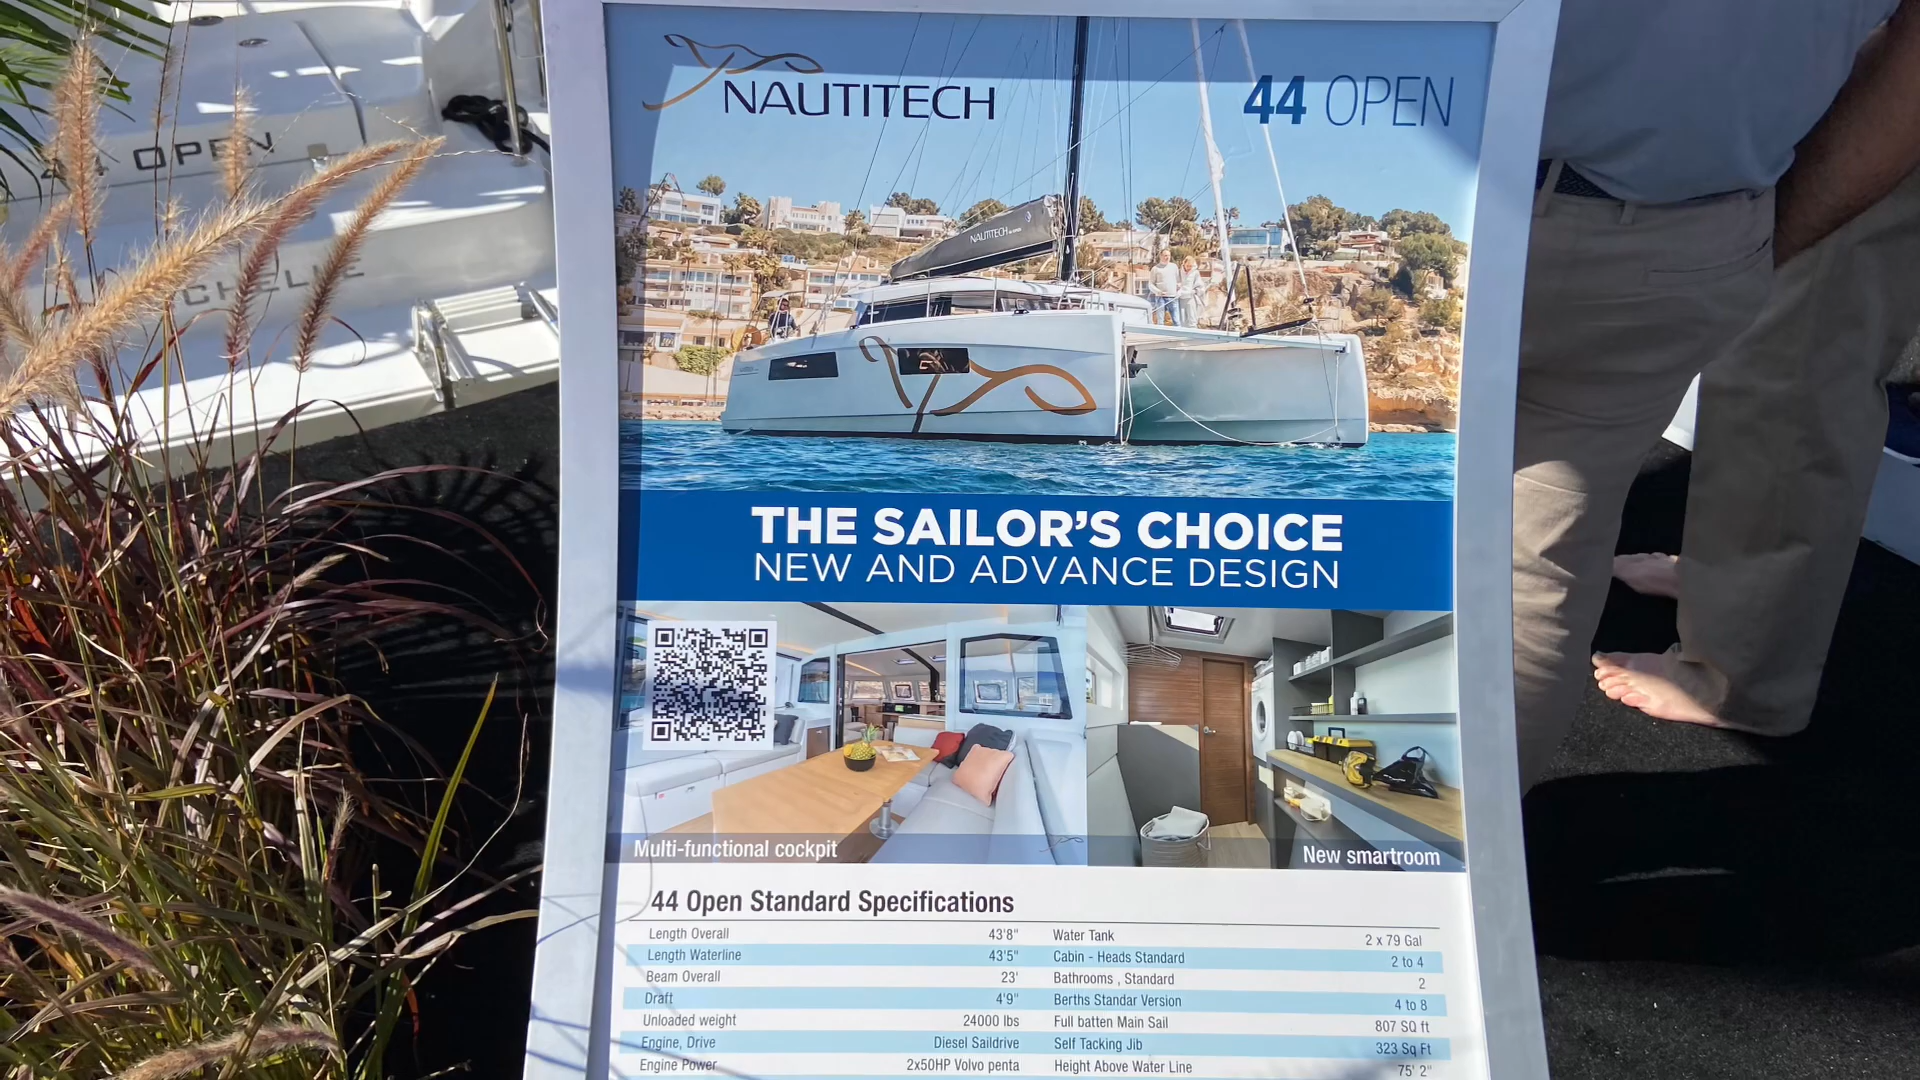 44 OPEN
CHELLE
NAUTITECH
44 OPEN
NAUTITECH
THE SAILOR'S CHOICE
NEW AND ADVANCE DESIGN
Multi-functional cockpit
New smartroom
44 Open Standard Specifications
Length Overall 43'8" Water Tank 2 x 79 Gal
Length Waterline 43'5" Cabin - Heads Standard 2 to 4
Beam Overall 23' Bathrooms , Standard 2
Draft 4'9" Berths Standar Version 4 to 8
Unloaded weight 24000 lbs Full batten Main Sail 807 SQ ft
Engine, Drive Diesel Saildrive Self Tacking Jib 323 Sq Ft
Engine Power 2x50HP Volvo penta Height Above Water Line 75' 2"